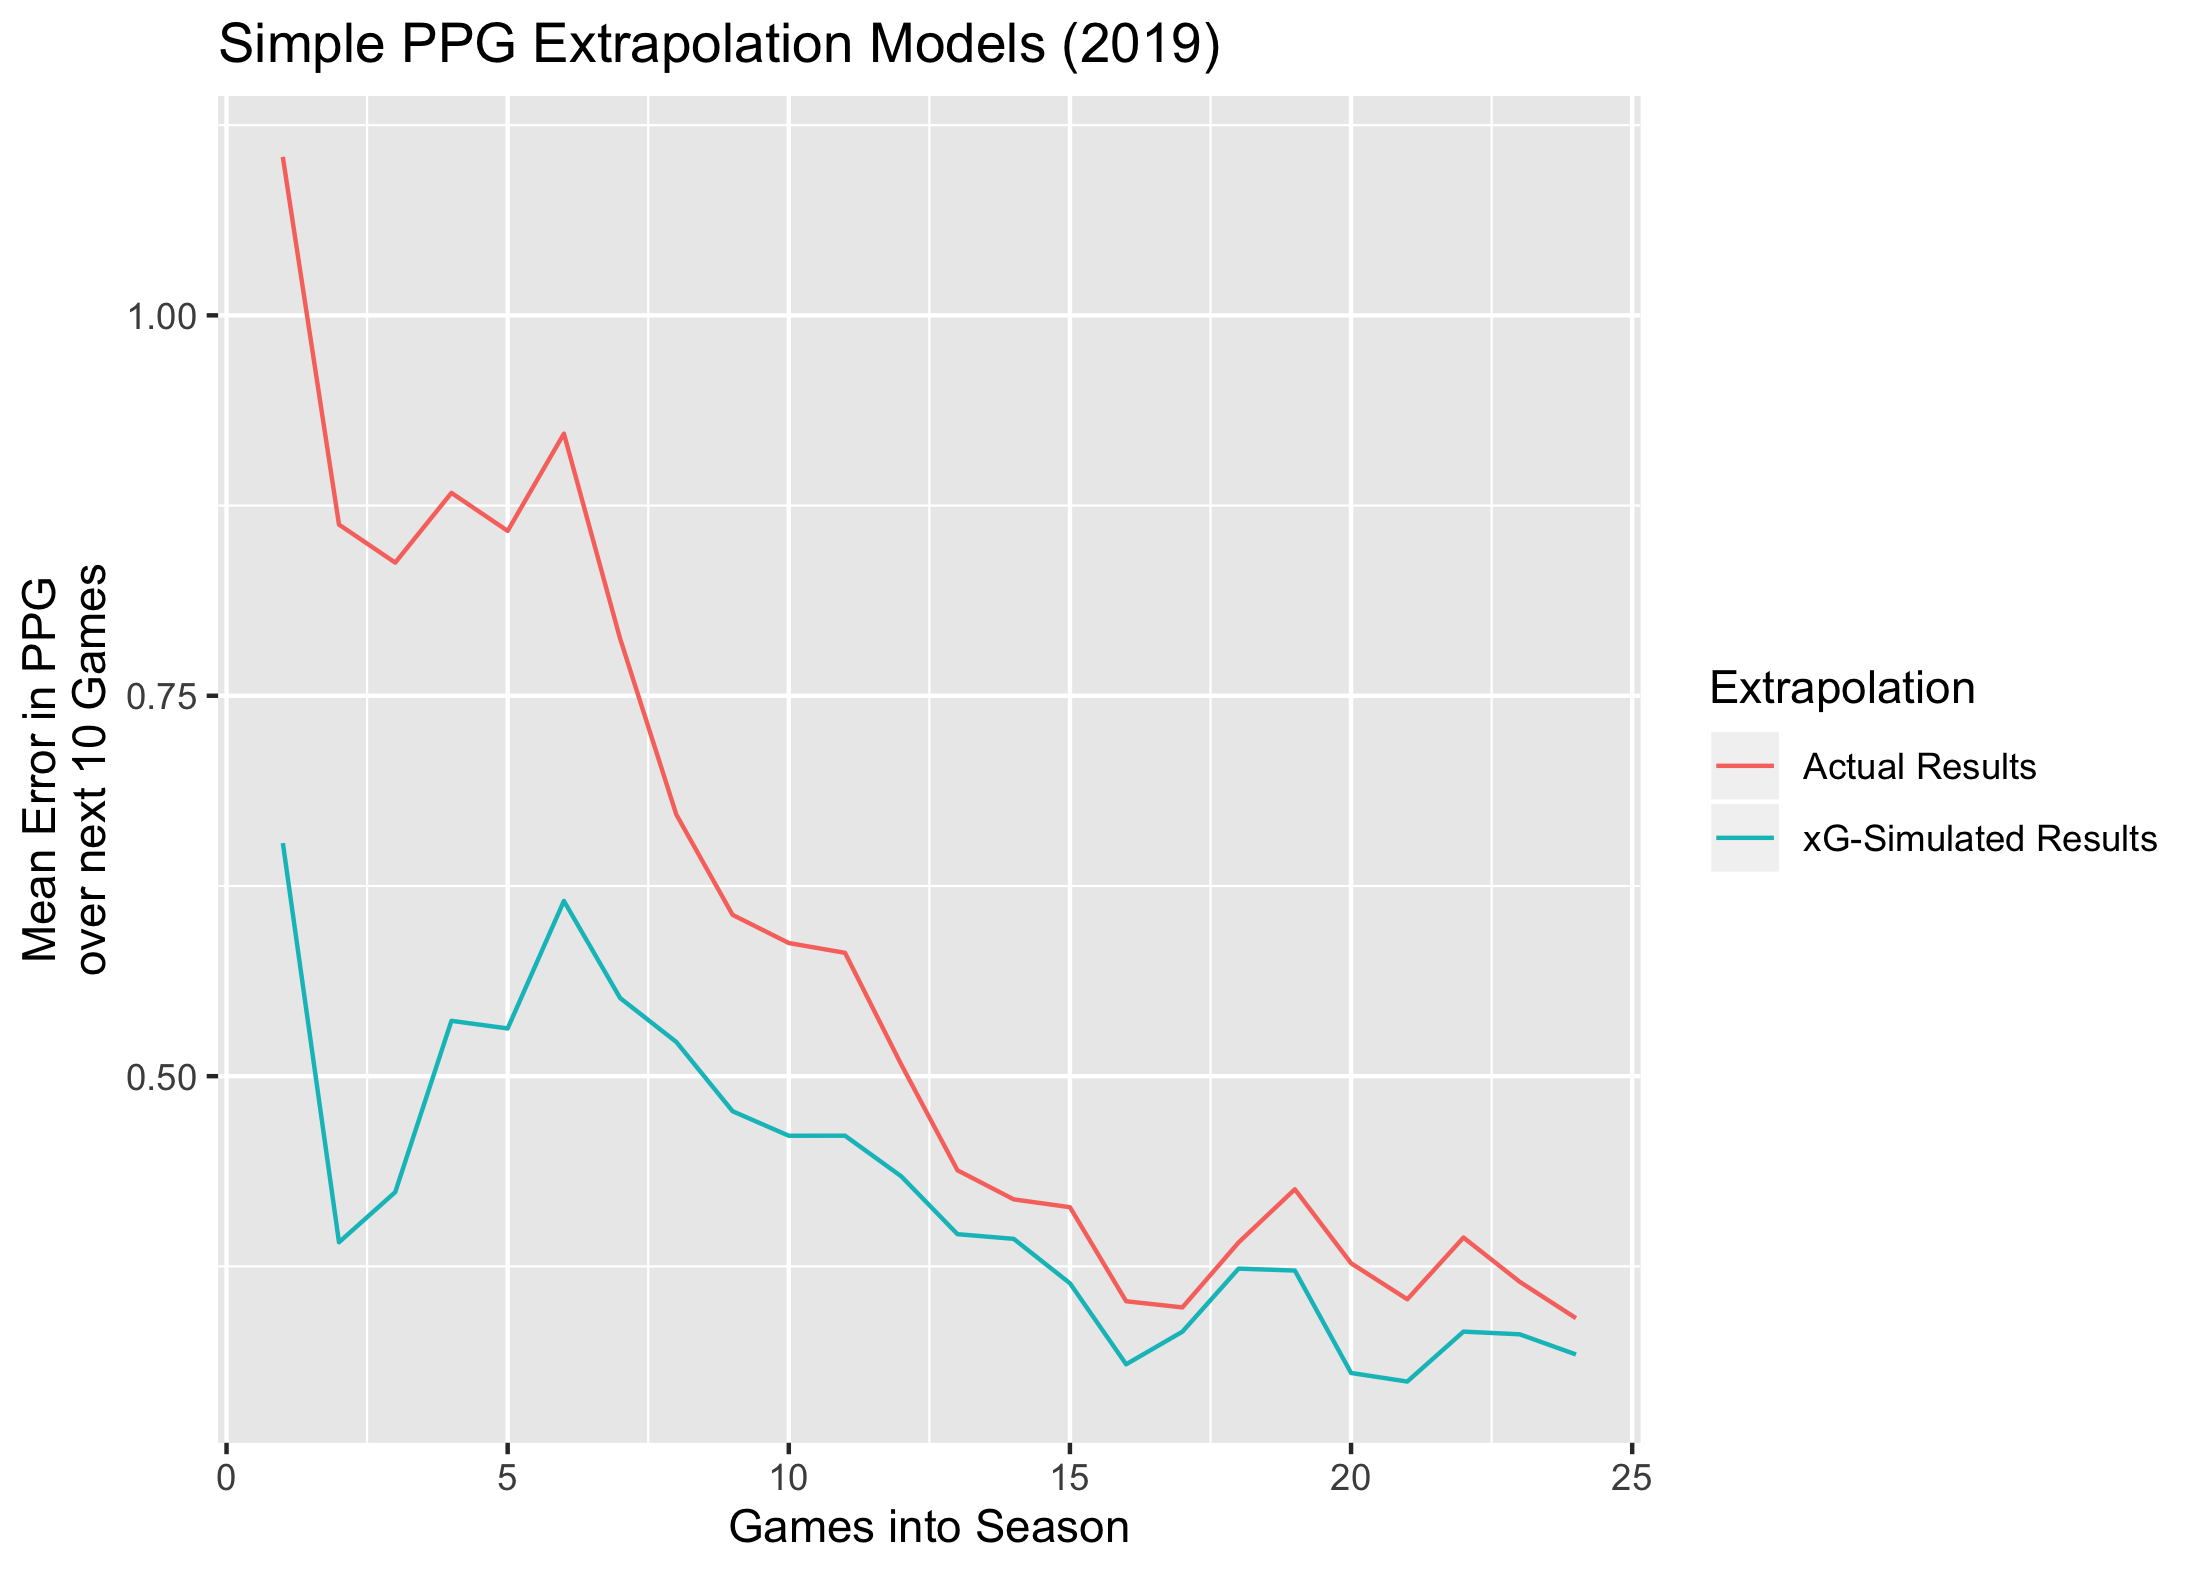 Simple PPG Extrapolation Models (2019)
Mean Error in PPG
over next 10 Games
1.00
0.75
0.50
0
5
10
15
20
25
Games into Season
Extrapolation
Actual Results
xG-Simulated Results